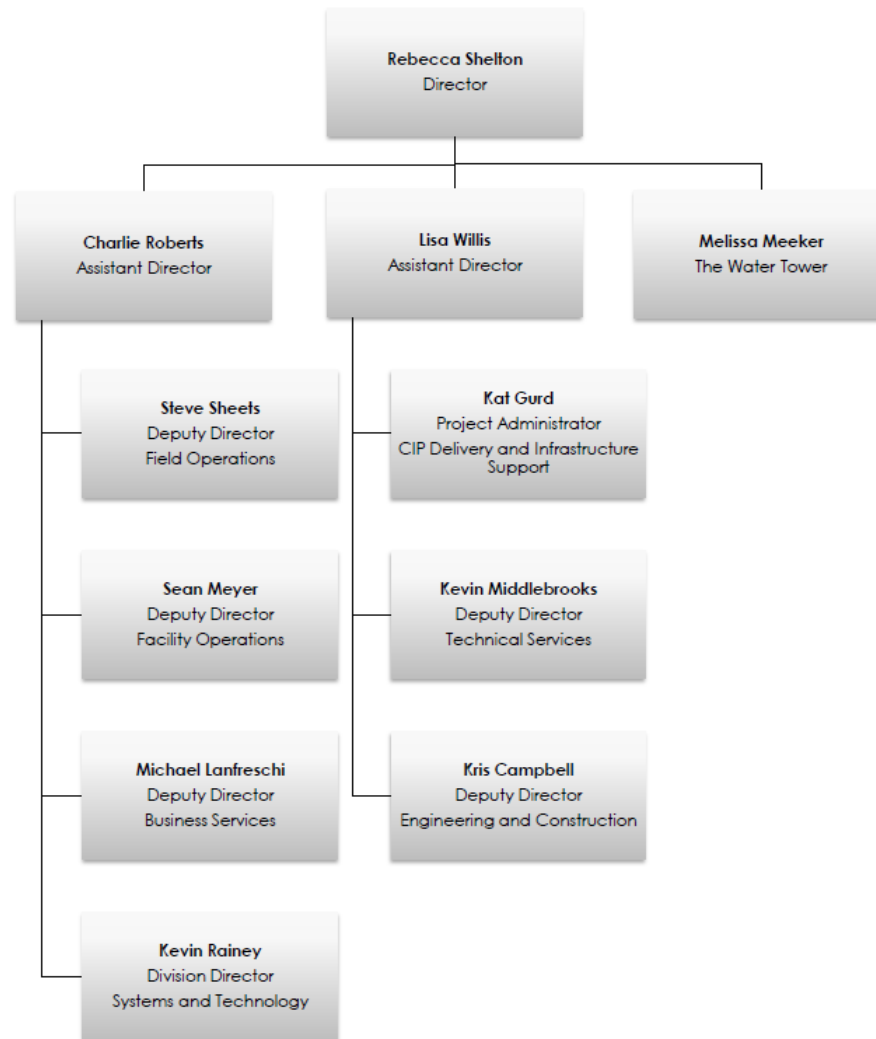 Rebecca Shelton
Director
Charlie Roberts
Assistant Director
Lisa Willis
Assistant Director
Melissa Meeker
The Water Tower
Steve Sheets
Deputy Director
Field Operations
Kat Gurd
Project Administrator
CIP Delivery and Infrastructure
Support
Sean Meyer
Deputy Director
Facility Operations
Kevin Middlebrooks
Deputy Director
Technical Services
Michael Lanfreschi
Deputy Director
Business Services
Kris Campbell
Deputy Director
Engineering and Construction
Kevin Rainey
Division Director
Systems and Technology